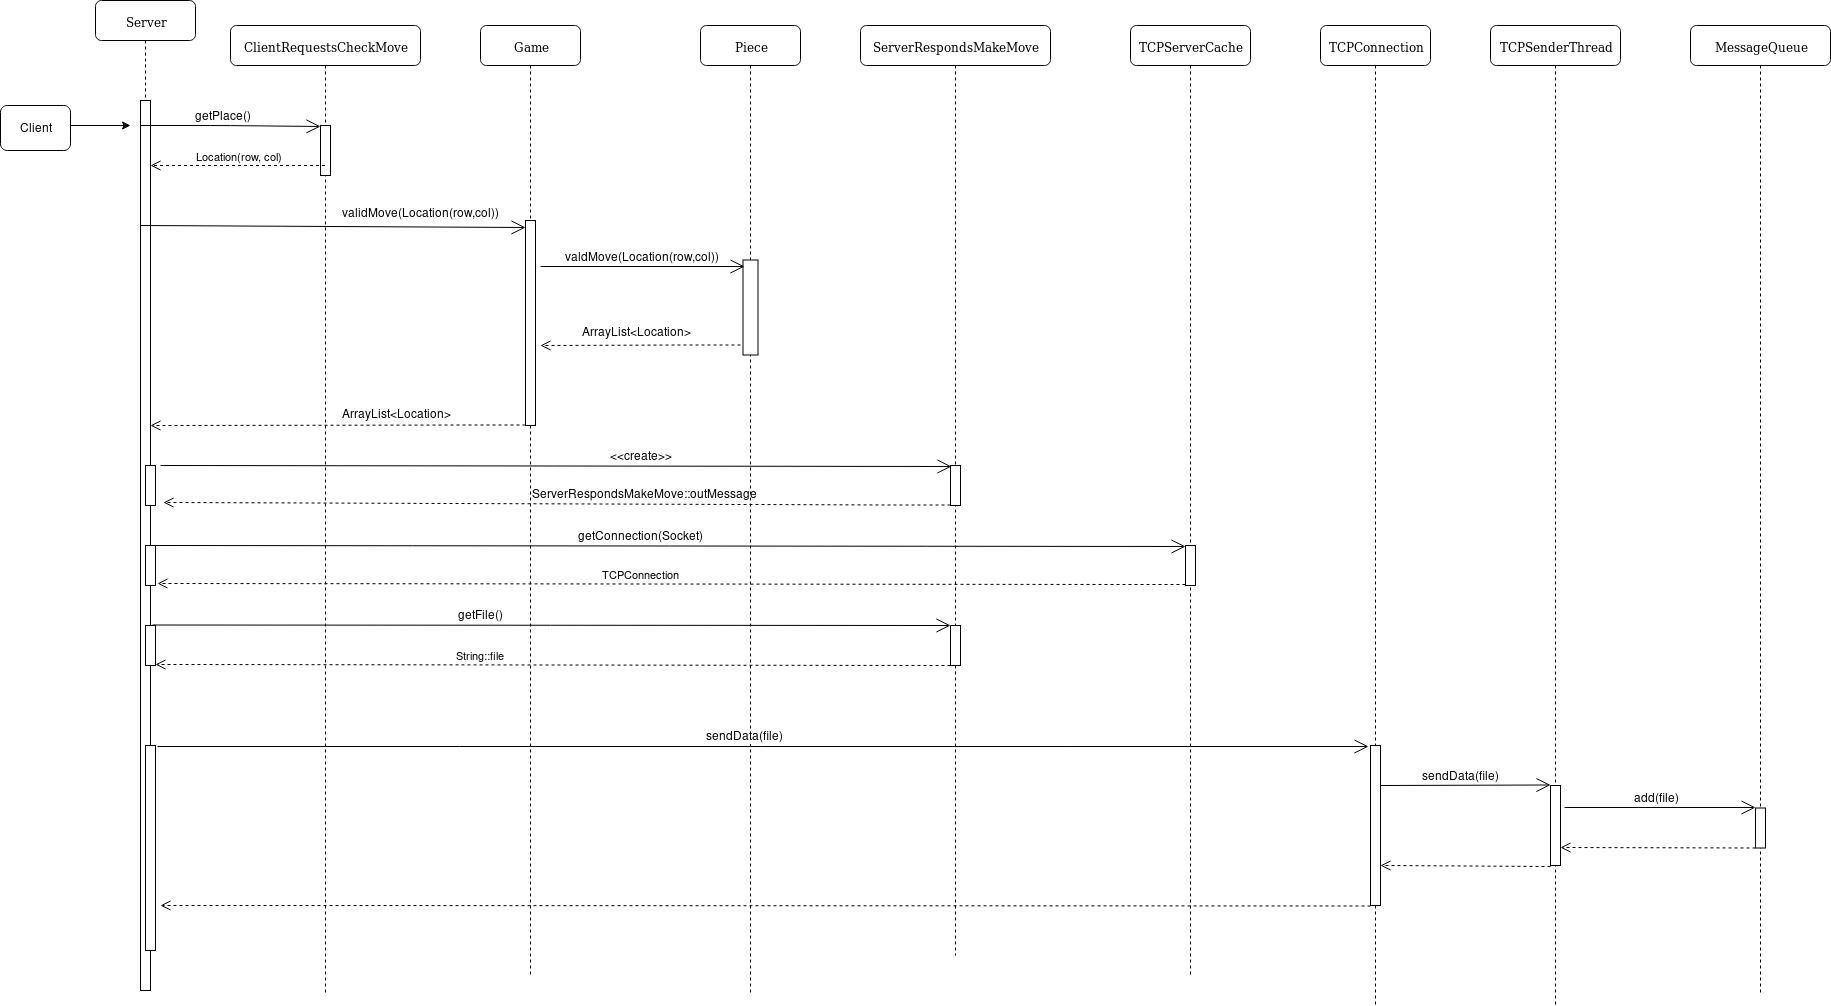 Server
ClientRequestsCheckMove
Game
Piece
ServerRespondsMakeMove
TCPServerCache
TCPConnection
TCPSenderThread
MessageQueue
Client
getPlace()
Location(row, col)
validMove(Location(row,col))
valdMove(Location(row,col))
ArrayList<Location>
ArrayList<Location>
<<create>>
ServerRespondsMakeMove::outMessage
getConnection(Socket)
TCPConnection
getFile()
String::file
sendData(file)
sendData(file)
add(file)